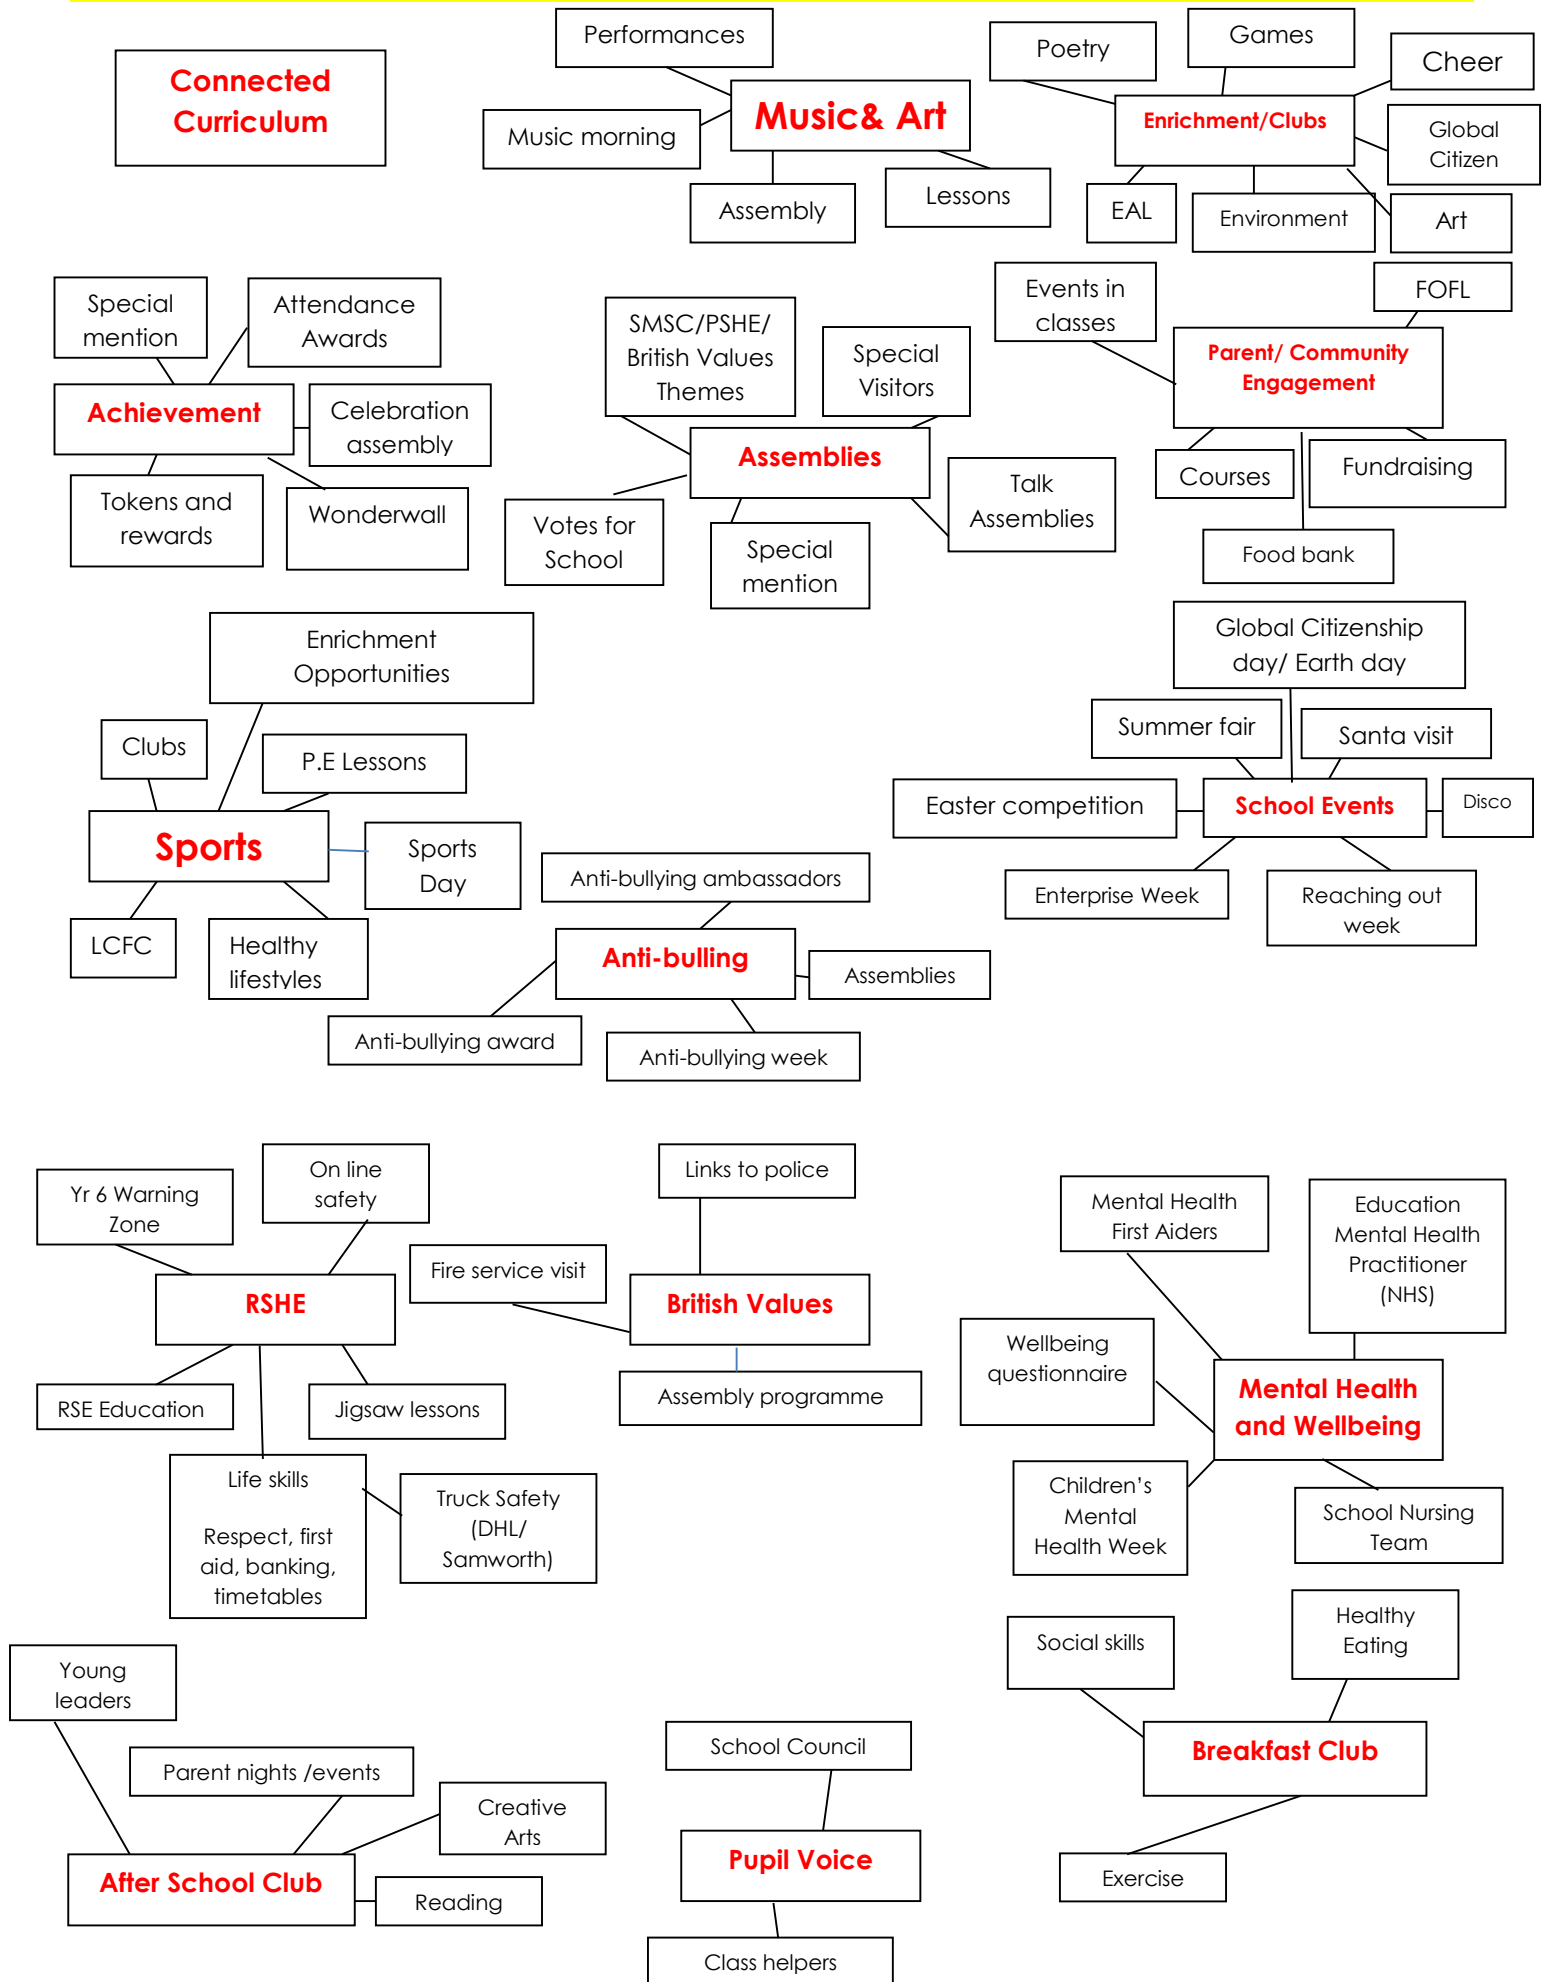 Connected
Curriculum
Performances
Music& Art
Music morning
Assembly
Lessons
Poetry
Games
Cheer
Enrichment/Clubs
Global
Citizen
EAL
Environment
Art
Special
mention
Attendance
Awards
Achievement
Celebration
assembly
Tokens and
rewards
Wonderwall
SMSC/PSHE/
British Values
Themes
Special
Visitors
Assemblies
Votes for
School
Special
mention
Talk
Assemblies
Events in
classes
FOFL
Parent/ Community
Engagement
Courses
Fundraising
Food bank
Enrichment
Opportunities
Clubs
P.E Lessons
Sports
Sports
Day
LCFC
Healthy
lifestyles
Global Citizenship
day/ Earth day
Summer fair
Santa visit
Easter competition
School Events
Disco
Enterprise Week
Reaching out
week
Anti-bullying ambassadors
Anti-bulling
Assemblies
Anti-bullying award
Anti-bullying week
Yr 6 Warning
Zone
On line
safety
RSHE
RSE Education
Jigsaw lessons
Life skills
Respect, first
aid, banking,
timetables
Truck Safety
(DHL/
Samworth)
Links to police
Fire service visit
British Values
Assembly programme
Mental Health
First Aiders
Education
Mental Health
Practitioner
(NHS)
Wellbeing
questionnaire
Mental Health
and Wellbeing
Children’s
Mental
Health Week
School Nursing
Team
Young
leaders
Parent nights /events
Creative
Arts
After School Club
Reading
School Council
Pupil Voice
Class helpers
Social skills
Healthy
Eating
Breakfast Club
Exercise